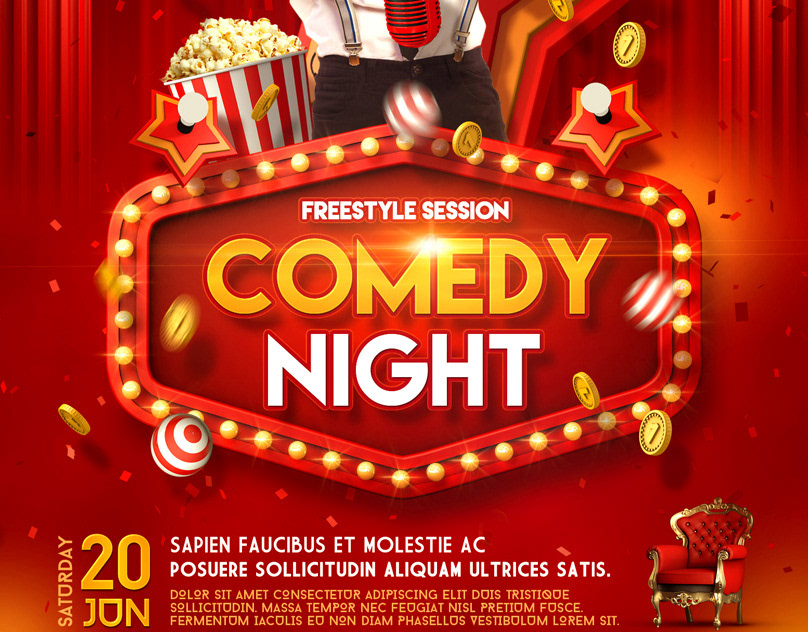 FREESTYLE SESSION
COMEDY
NIGHT
SATURDAY
20
JUN
SAPIEN FAUCIBUS ET MOLESTIE AC
POSUERE SOLLICITUDIN ALIQUAM ULTRICES SATIS.
DOLOR SIT AMET CONSECTETUR ADIPISCING ELIT DUIS TRISTIQUE
SOLLICITUDIN. MASSA TEMPOR NEC FEUGIAT NISL PRETIUM FUSCE.
FERMENTUM IACULIS EU NON DIAM PHASELLUS VESTIBULUM LOREM SIT.